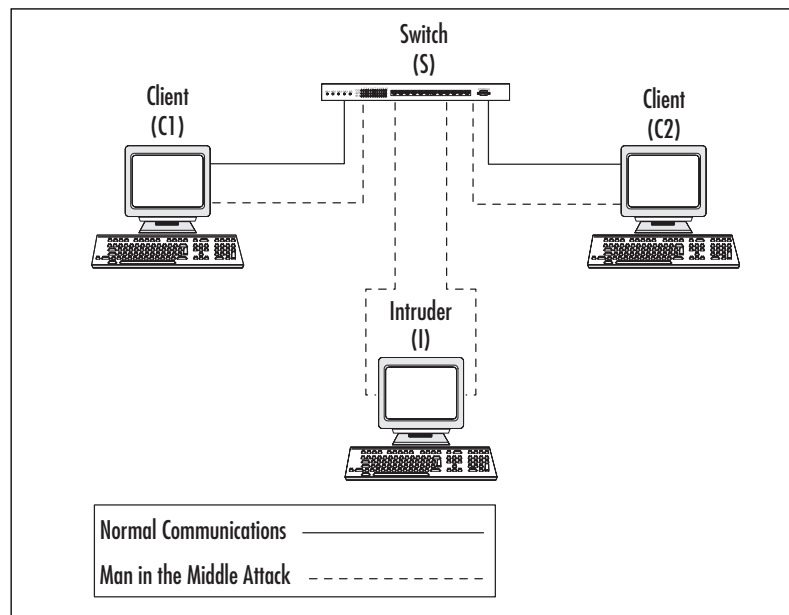 Switch
(S)
Client
(C1)
Client
(C2)
Intruder
(I)
Normal Communications
Man in the Middle Attack